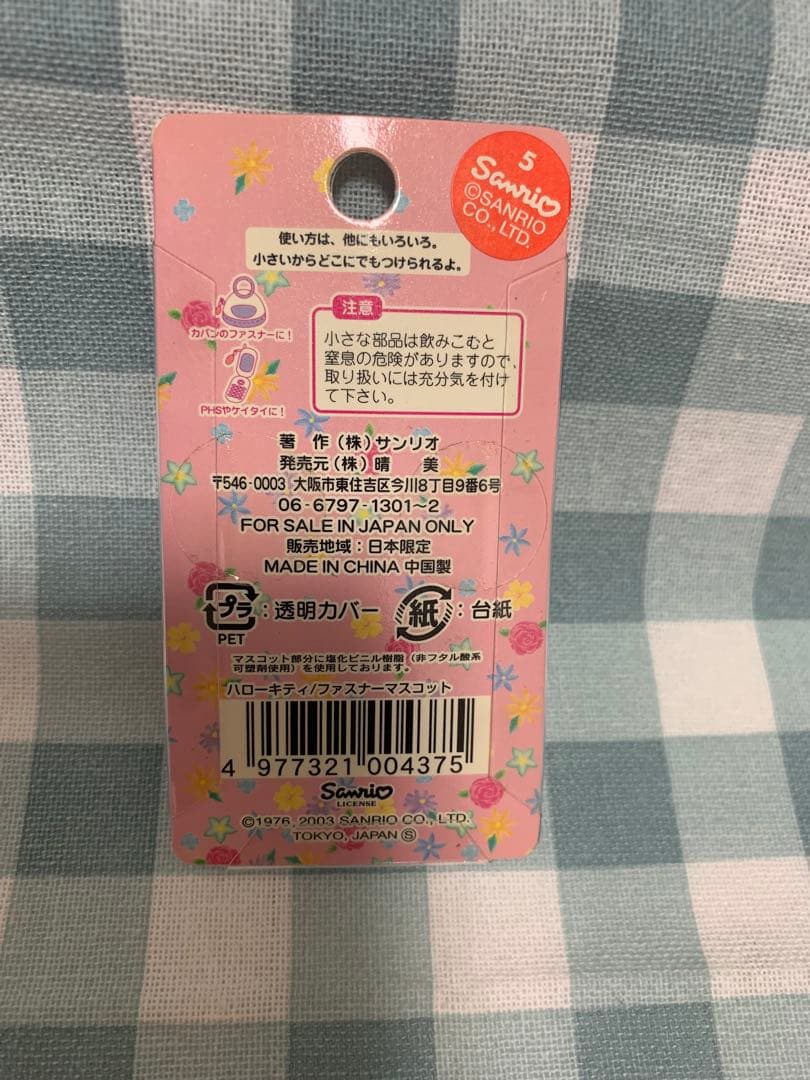 5
Sanrio
©SANRIO
CO., LTD.
使い方は、他にもいろいろ。
小さいからどこにでもつけられるよ。
カバンのファスナーに!
PHSやケイタイに!
注意
小さな部品は飲みこむと
窒息の危険がありますので、
取り扱いには充分気を付け
て下さい。
著 作(株)サンリオ
発売元(株)晴 美
〒546-0003 大阪市東住吉区今川8丁目9番6号
06-6797-1301~2
FOR SALE IN JAPAN ONLY
販売地域:日本限定
MADE IN CHINA 中国製
プラ:透明カバー 紙:台紙
PET
マスコット部分に塩化ビニル樹脂(非フタル酸系
可塑剤使用)を使用しております。
ハローキティ/ファスナーマスコット
4 977321 004375
Sanrio
LICENSE
©1976, 2003 SANRIO CO., LTD.
TOKYO, JAPAN Ⓢ